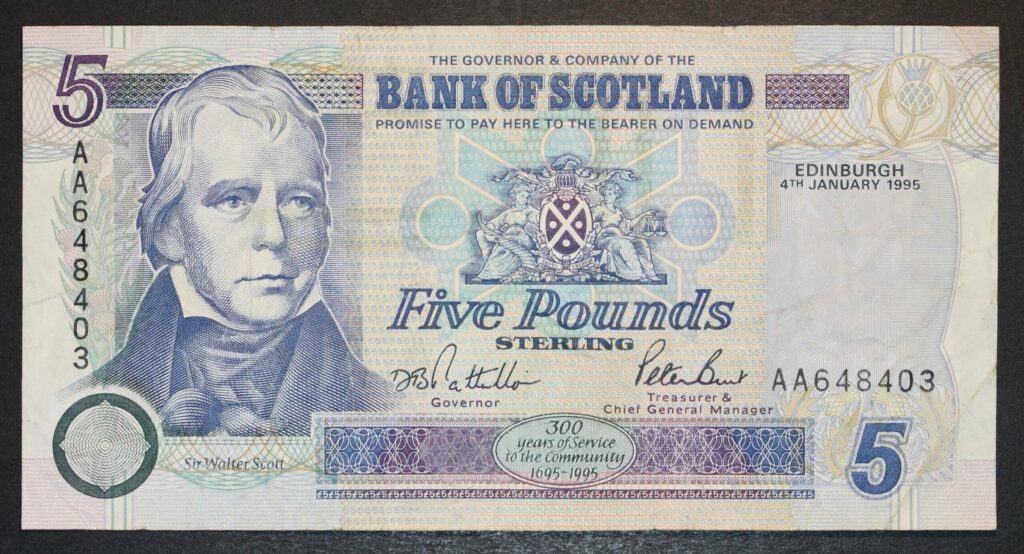 5
THE GOVERNOR & COMPANY OF THE
BANK OF SCOTLAND
PROMISE TO PAY HERE TO THE BEARER ON DEMAND
EDINBURGH
4TH JANUARY 1995
AA648403
Five Pounds
STERLING
Governor
Peter Burt
Treasurer &
Chief General Manager
AA648403
Sir Walter Scott
300
years of Service
to the Community
1695-1995
5